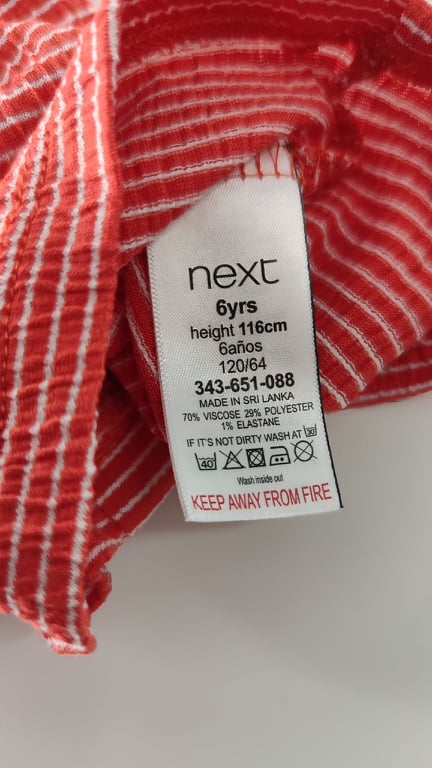 next
6yrs
height 116cm
6años
120/64
343-651-088
MADE IN SRI LANKA
70% VISCOSE 29% POLYESTER
1% ELASTANE
IF IT'S NOT DIRTY WASH AT 30
40
Wash inside out
KEEP AWAY FROM FIRE